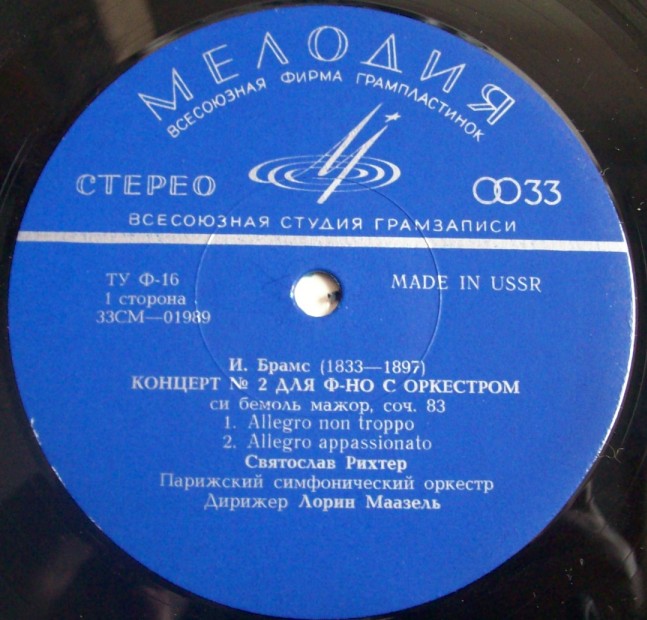 МЕЛОДИЯ
ВСЕСОЮЗНАЯ ФИРМА ГРАМПЛАСТИНОК
СТЕРЕО
33
ВСЕСОЮЗНАЯ СТУДИЯ ГРАМЗАПИСИ
ТУ Ф-16
MADE IN USSR
1 сторона
33СМ—01989
И. Брамс (1833—1897)
КОНЦЕРТ № 2 ДЛЯ Ф-НО С ОРКЕСТРОМ
си бемоль мажор, соч. 83
1. Allegro non troppo
2. Allegro appassionato
Святослав Рихтер
Парижский симфонический оркестр
Дирижер Лорин Маазель